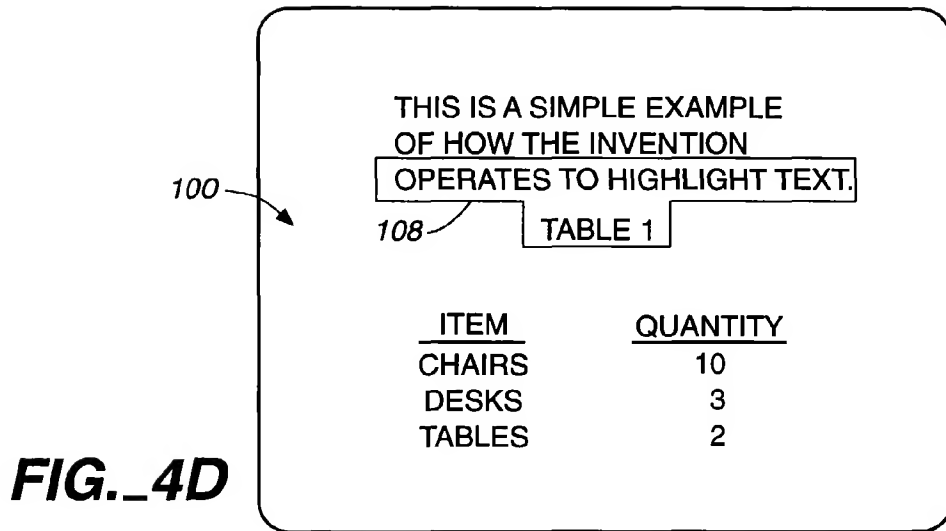 THIS IS A SIMPLE EXAMPLE
OF HOW THE INVENTION
OPERATES TO HIGHLIGHT TEXT.
100
108
TABLE 1
ITEM QUANTITY
CHAIRS 10
DESKS 3
TABLES 2
FIG._4D